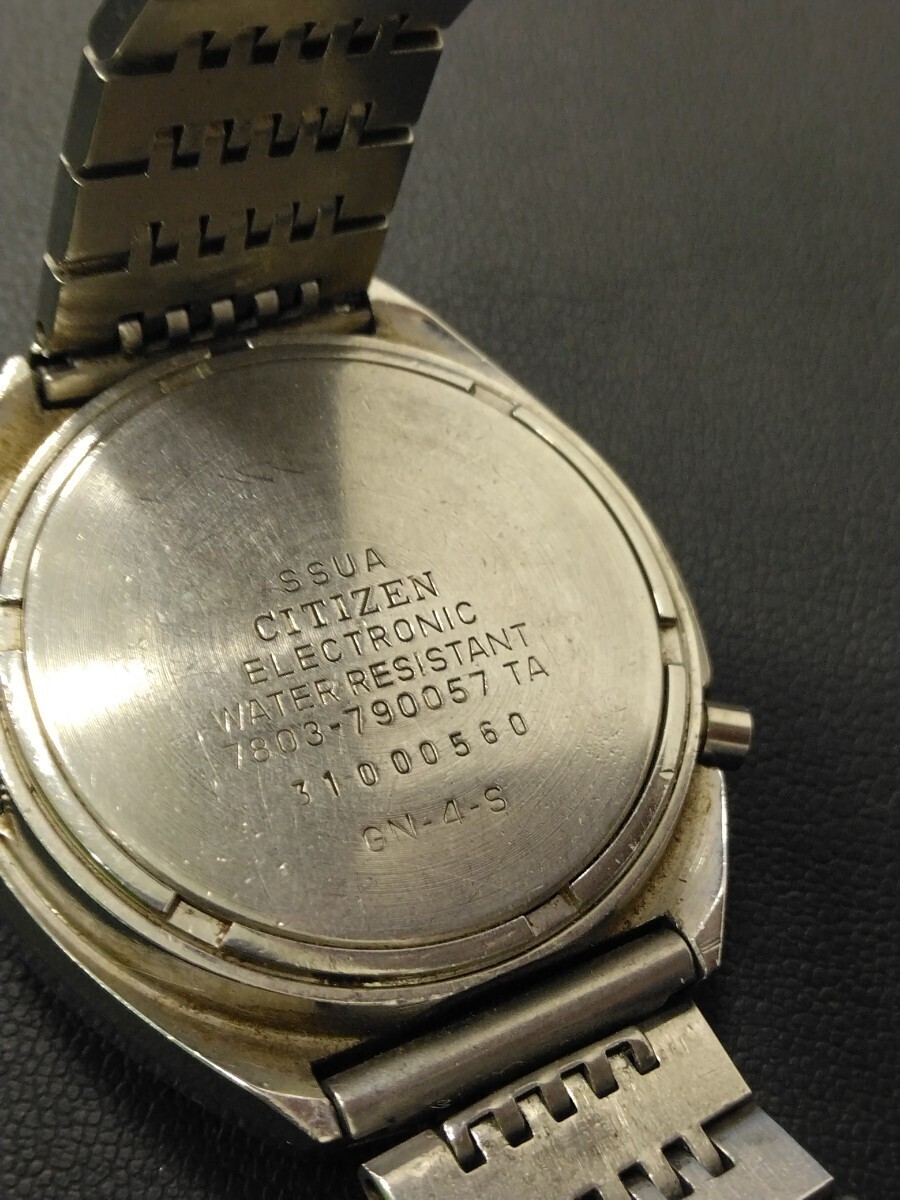 SSUA
CITIZEN
ELECTRONIC
WATER RESISTANT
7803-790057 TA
31000560
GN-4-S